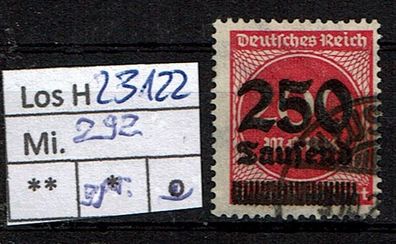 Los H 23122
Mi. 292
** * ⊙
Deutsches Reich
250
Tausend